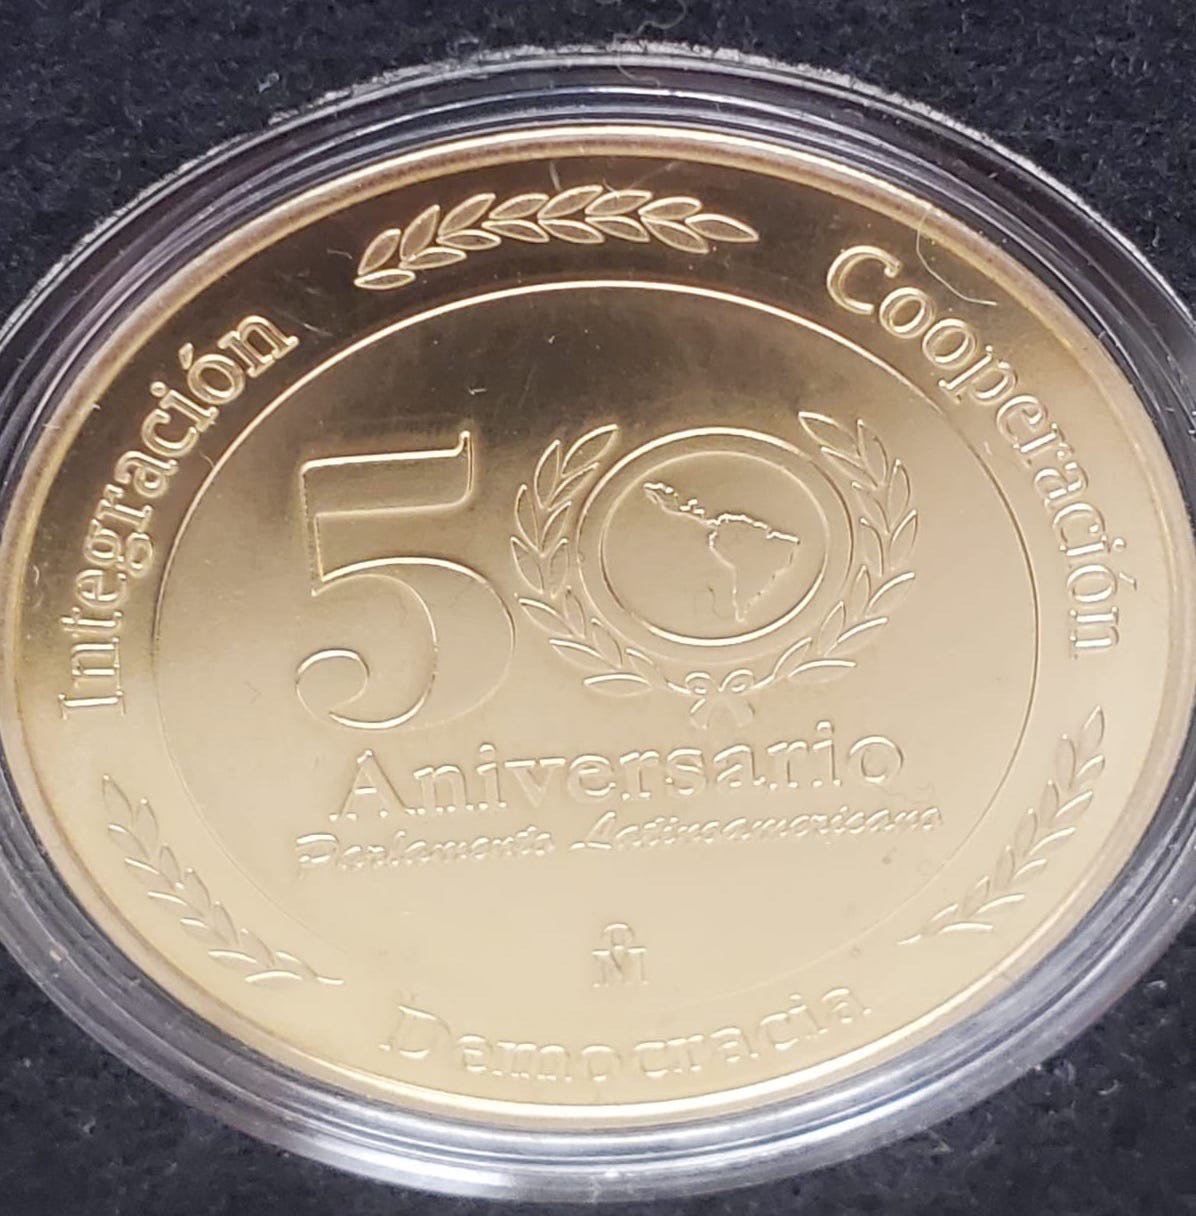 Integración
Cooperación
50
Aniversario
Parlamento Latinoamericano
M
Democracia